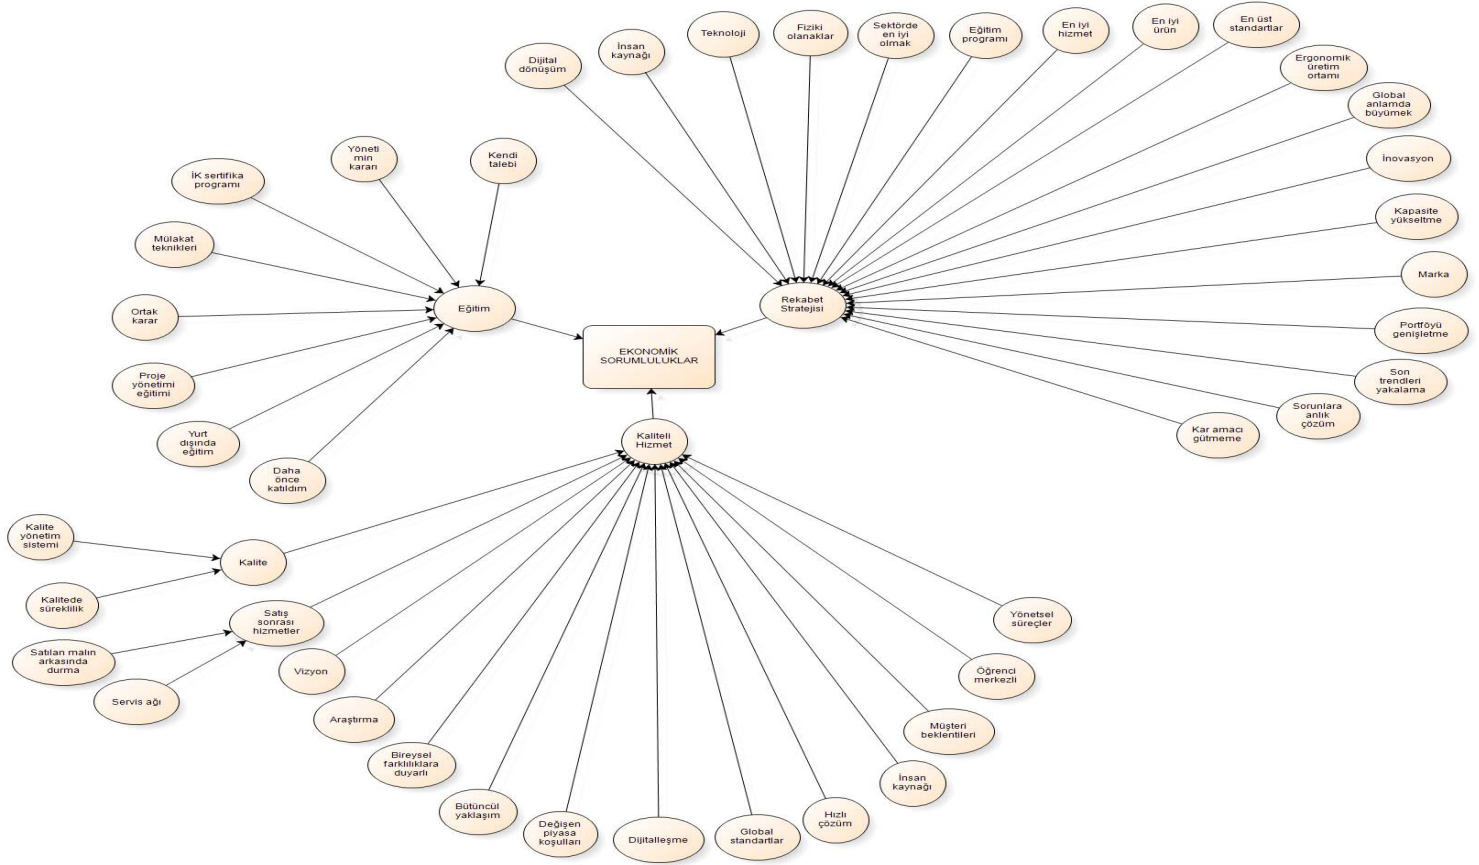 En üst
standartlar
En iyi
ürün
En iyi
hizmet
Eğitim
programı
Sektörde
en iyi
olmak
Fiziki
olanaklar
Teknoloji
İnsan
kaynağı
Dijital
dönüşüm
Ergonomik
üretim
ortamı
Global
anlamda
büyümek
İnovasyon
Kapasite
yükseltme
Marka
Portföyü
genişletme
Son
trendleri
yakalama
Sorunlara
anlık
çözüm
Kar amacı
gütmeme
Rekabet
Stratejisi
Kendi
talebi
Yöneti
min
kararı
İK sertifika
programı
Mülakat
teknikleri
Ortak
karar
Proje
yönetimi
eğitimi
Yurt
dışında
eğitim
Daha
önce
katıldım
Eğitim
EKONOMİK
SORUMLULUKLAR
Kaliteli
Hizmet
Kalite
yönetim
sistemi
Kalite
Kalitede
süreklilik
Satış
sonrası
hizmetler
Satılan malın
arkasında
durma
Servis ağı
Vizyon
Araştırma
Bireysel
farklılıklara
duyarlı
Bütüncül
yaklaşım
Değişen
piyasa
koşulları
Dijitalleşme
Global
standartlar
Hızlı
çözüm
İnsan
kaynağı
Müşteri
beklentileri
Öğrenci
merkezli
Yönetsel
süreçler